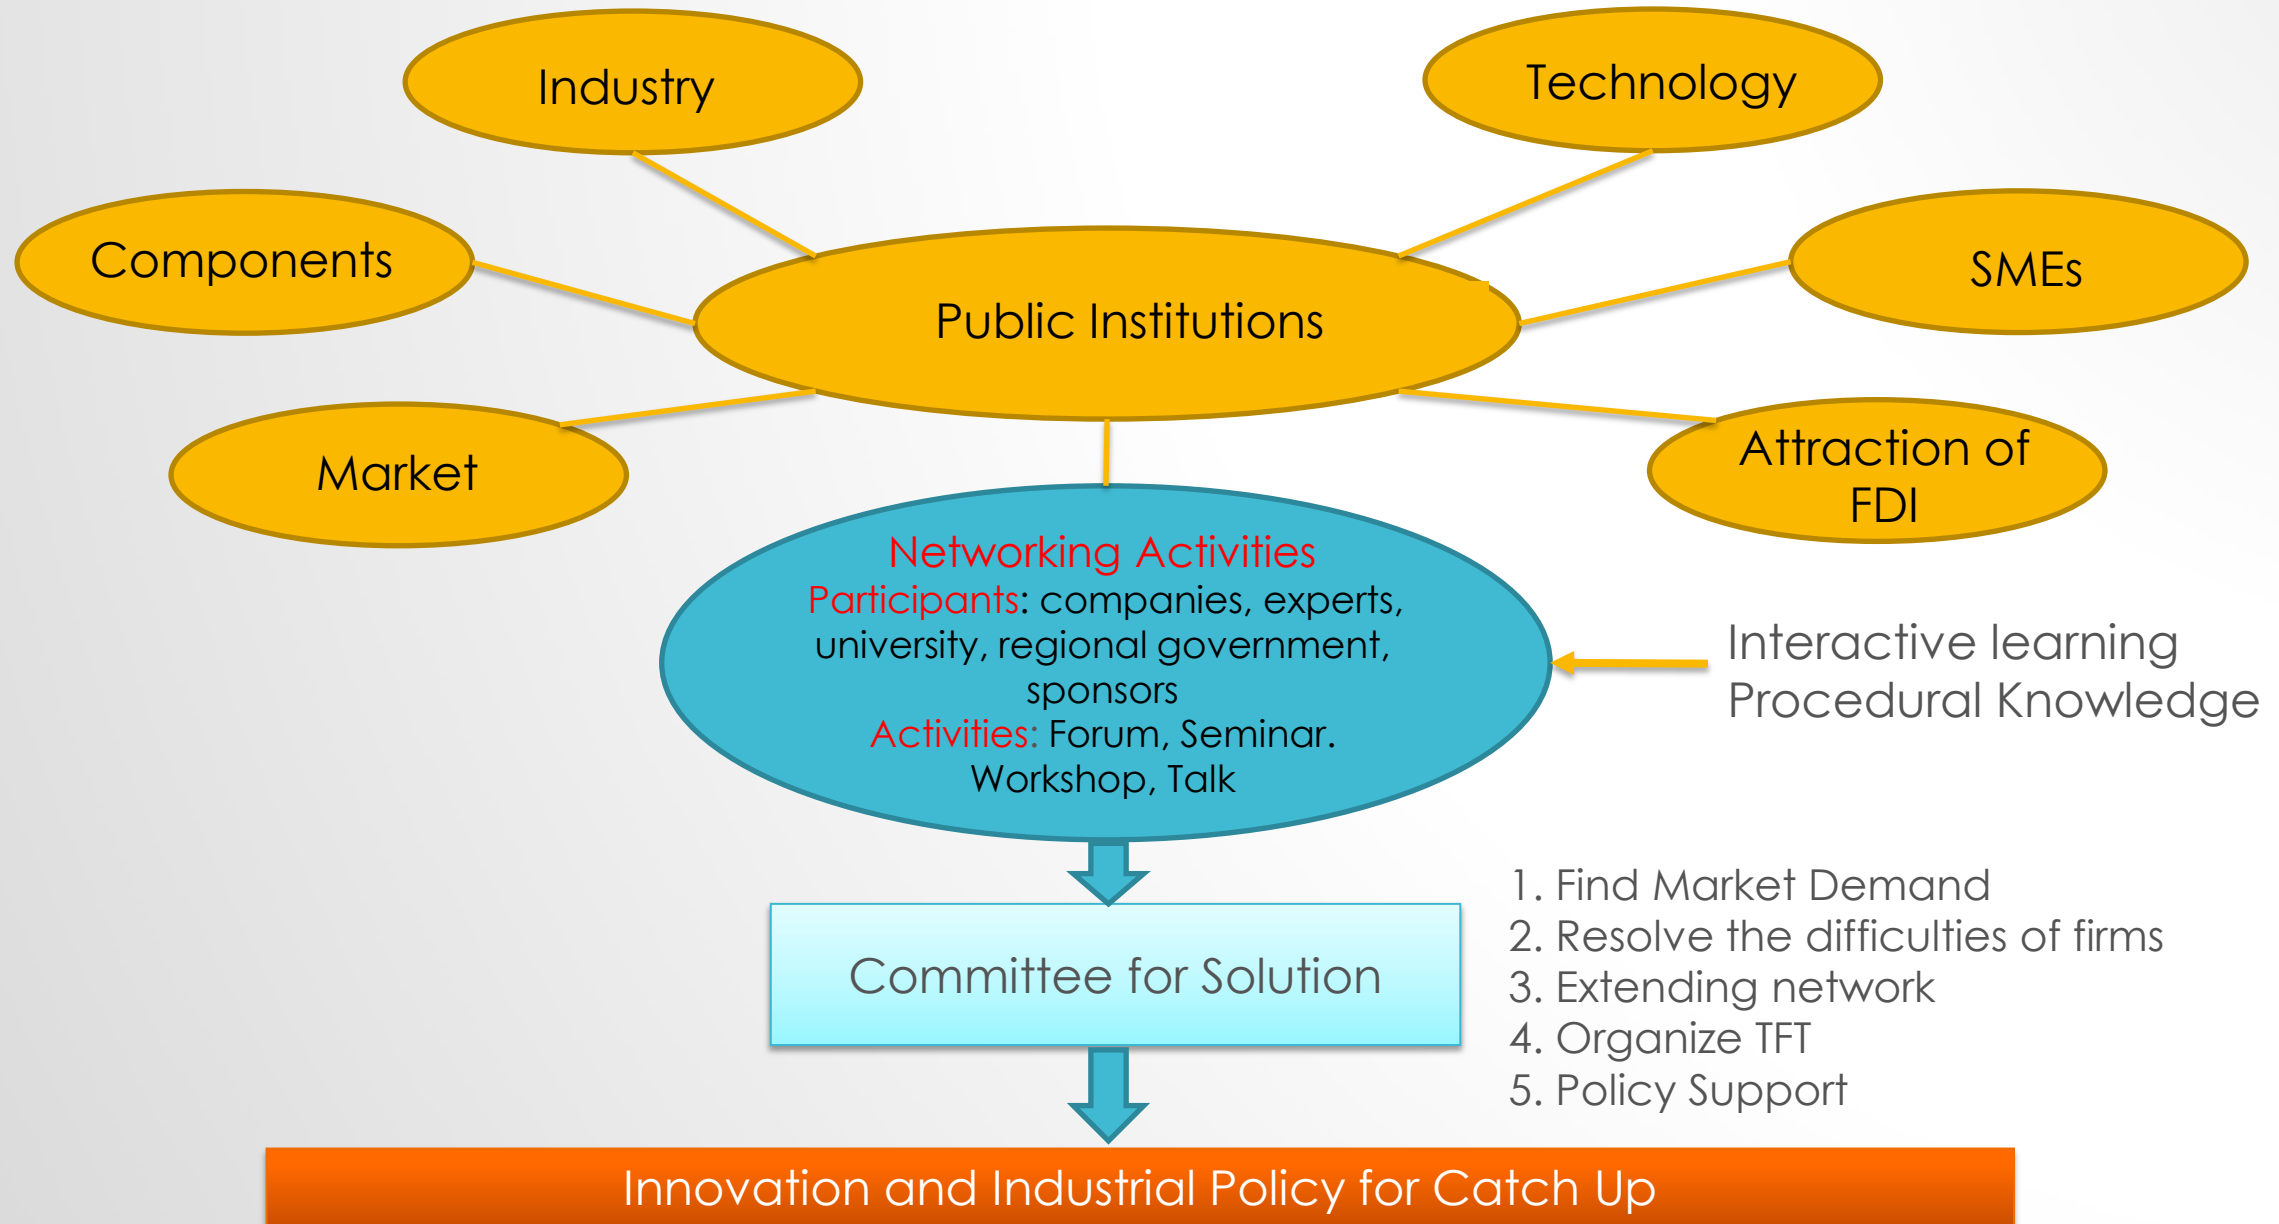 Industry
Technology
Components
SMEs
Public Institutions
Market
Attraction of
FDI
Networking Activities
Participants: companies, experts,
university, regional government,
sponsors
Activities: Forum, Seminar.
Workshop, Talk
Interactive learning
Procedural Knowledge
Committee for Solution
1. Find Market Demand
2. Resolve the difficulties of firms
3. Extending network
4. Organize TFT
5. Policy Support
Innovation and Industrial Policy for Catch Up